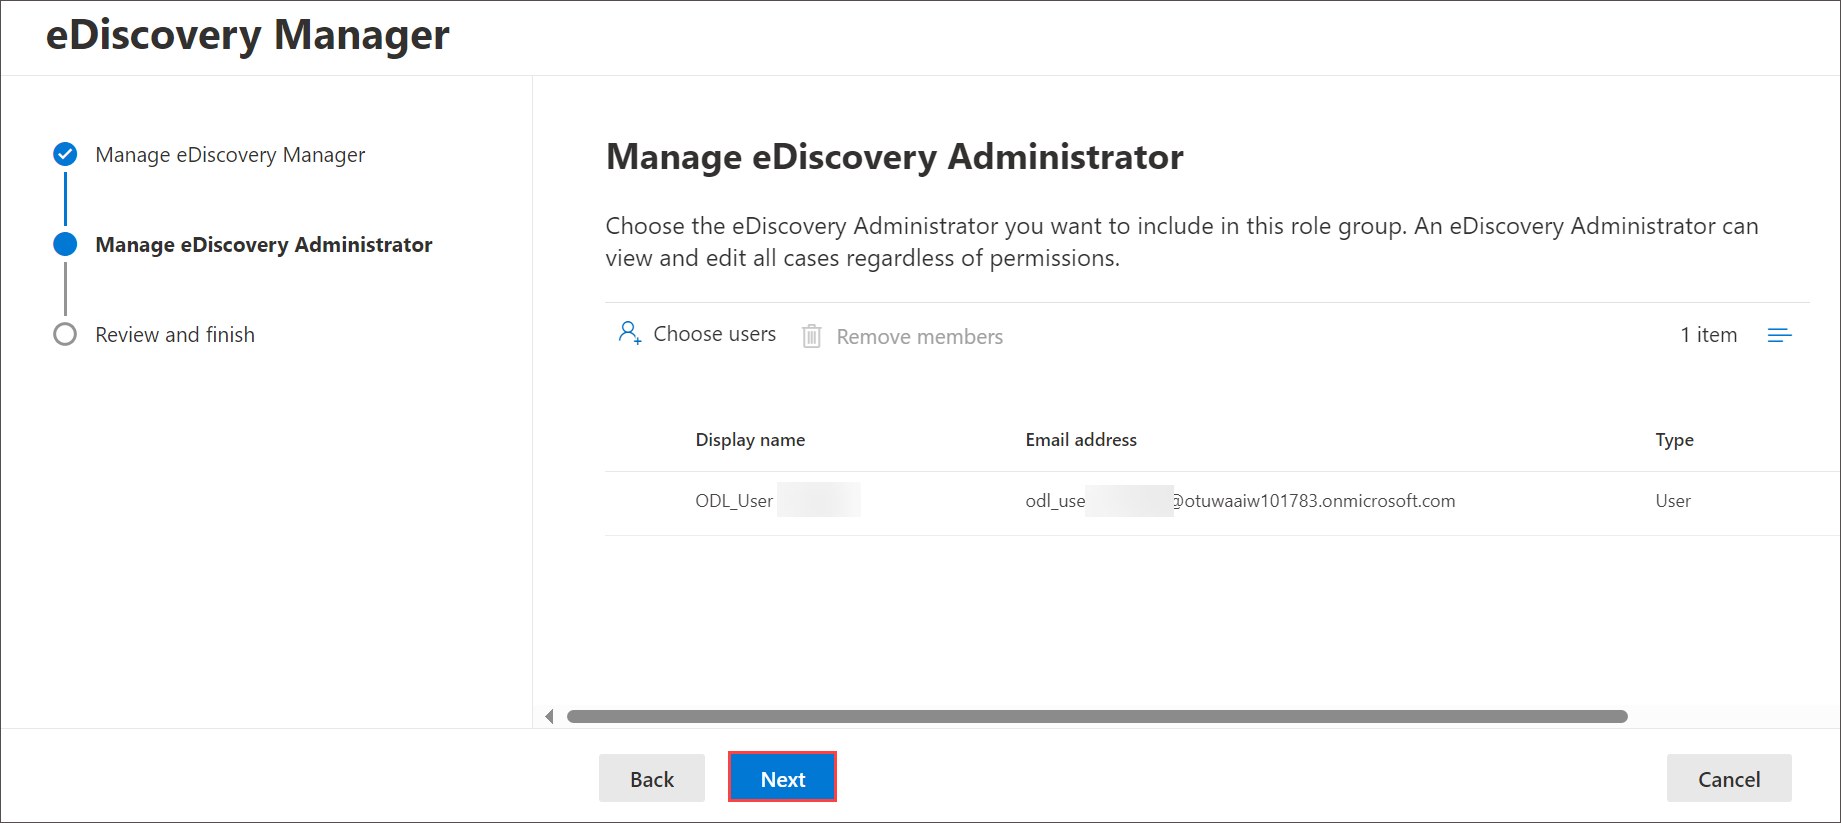 eDiscovery Manager
Manage eDiscovery Manager
Manage eDiscovery Administrator
Review and finish
Manage eDiscovery Administrator
Choose the eDiscovery Administrator you want to include in this role group. An eDiscovery Administrator can
view and edit all cases regardless of permissions.
Choose users Remove members 1 item
Display name Email address Type
ODL_User odl_use @otuwaaiw101783.onmicrosoft.com User
Back Next Cancel